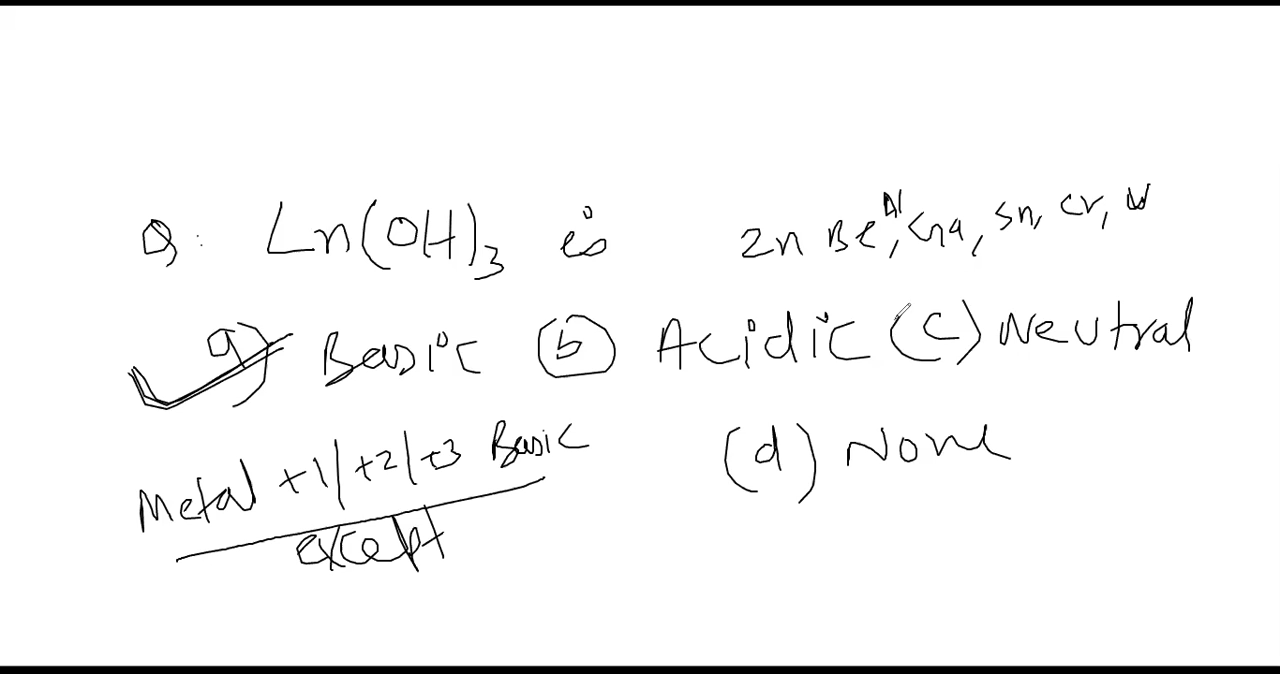 Q: Ln(OH)3 is
Zn Be, Al, Ga, Sn, Cr,
a) Basic (b) Acidic (c) Neutral
(d) None
Metal +1/+2/+3 Basic
except